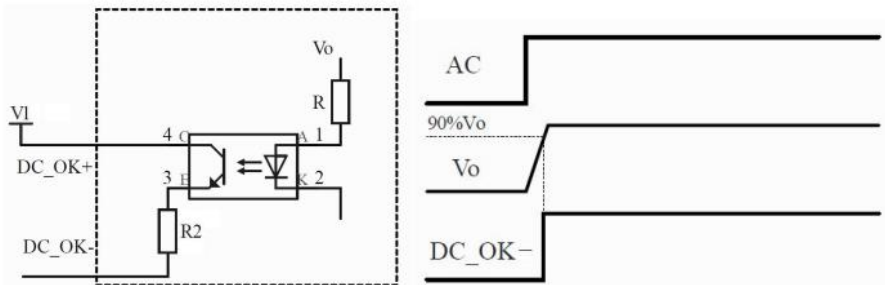 Vo
R
V1
4 C A 1
DC_OK+
3 E K 2
R2
DC_OK-
AC
90%Vo
Vo
DC_OK−